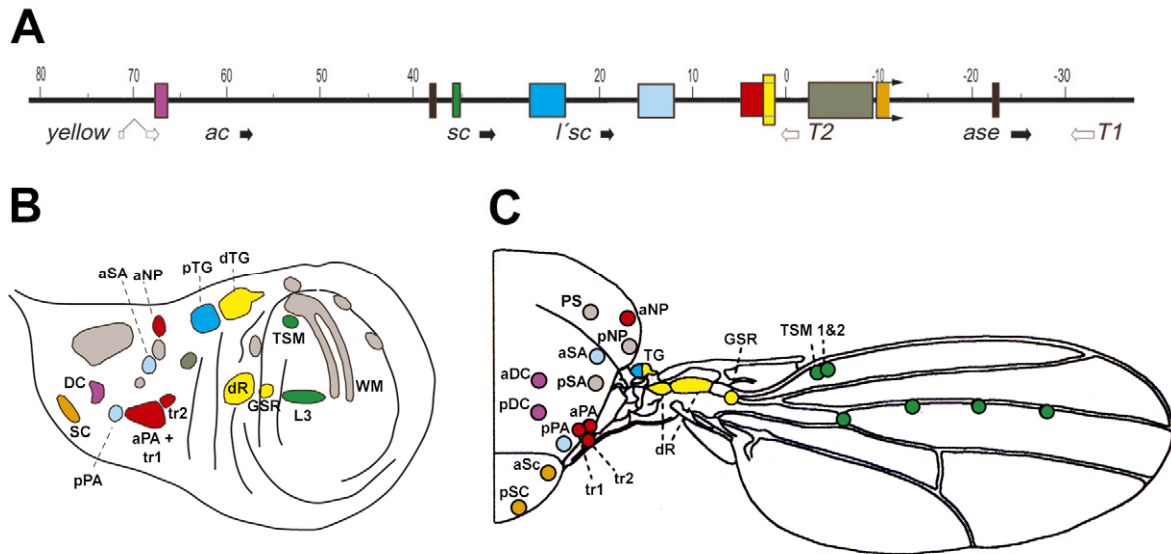 A
80 70 60 50 40 20 10 0 -10 -20 -30
yellow ac sc l´sc T2 ase T1
B
aSA aNP pTG dTG
TSM
DC dR GSR WM
SC tr2 L3
aPA +
tr1
pPA
C
PS aNP
pNP GSR TSM 1&2
aSA TG
aDC pSA
pDC aPA
pPA dR
aSc tr2
pSC tr1